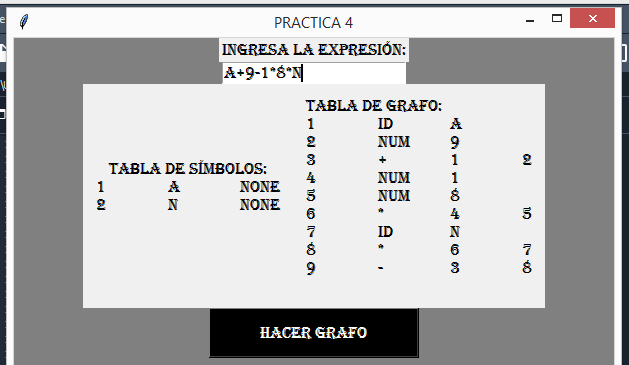 PRACTICA 4
INGRESA LA EXPRESIÓN:
A+9-1*8*N
TABLA DE SÍMBOLOS:
1 A NONE
2 N NONE
TABLA DE GRAFO:
1 ID A
2 NUM 9
3 + 1 2
4 NUM 1
5 NUM 8
6 * 4 5
7 ID N
8 * 6 7
9 - 3 8
HACER GRAFO